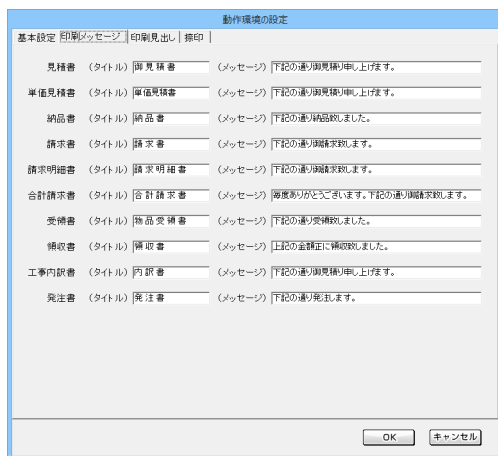 動作環境の設定
基本設定 印刷メッセージ 印刷見出し 捺印
見積書 (タイトル) 御 見 積 書 (メッセージ) 下記の通り御見積り申し上げます。
単価見積書 (タイトル) 単価見積書 (メッセージ) 下記の通り御見積り申し上げます。
納品書 (タイトル) 納 品 書 (メッセージ) 下記の通り納品致しました。
請求書 (タイトル) 請 求 書 (メッセージ) 下記の通り御請求致します。
請求明細書 (タイトル) 請 求 明 細 書 (メッセージ) 下記の通り御請求致します。
合計請求書 (タイトル) 合 計 請 求 書 (メッセージ) 毎度ありがとうございます。下記の通り御請求致します。
受領書 (タイトル) 物 品 受 領 書 (メッセージ) 下記の通り受領致しました。
領収書 (タイトル) 領 収 書 (メッセージ) 上記の金額正に領収致しました。
工事内訳書 (タイトル) 内 訳 書 (メッセージ) 下記の通り御見積り申し上げます。
発注書 (タイトル) 発 注 書 (メッセージ) 下記の通り発注します。
OK キャンセル